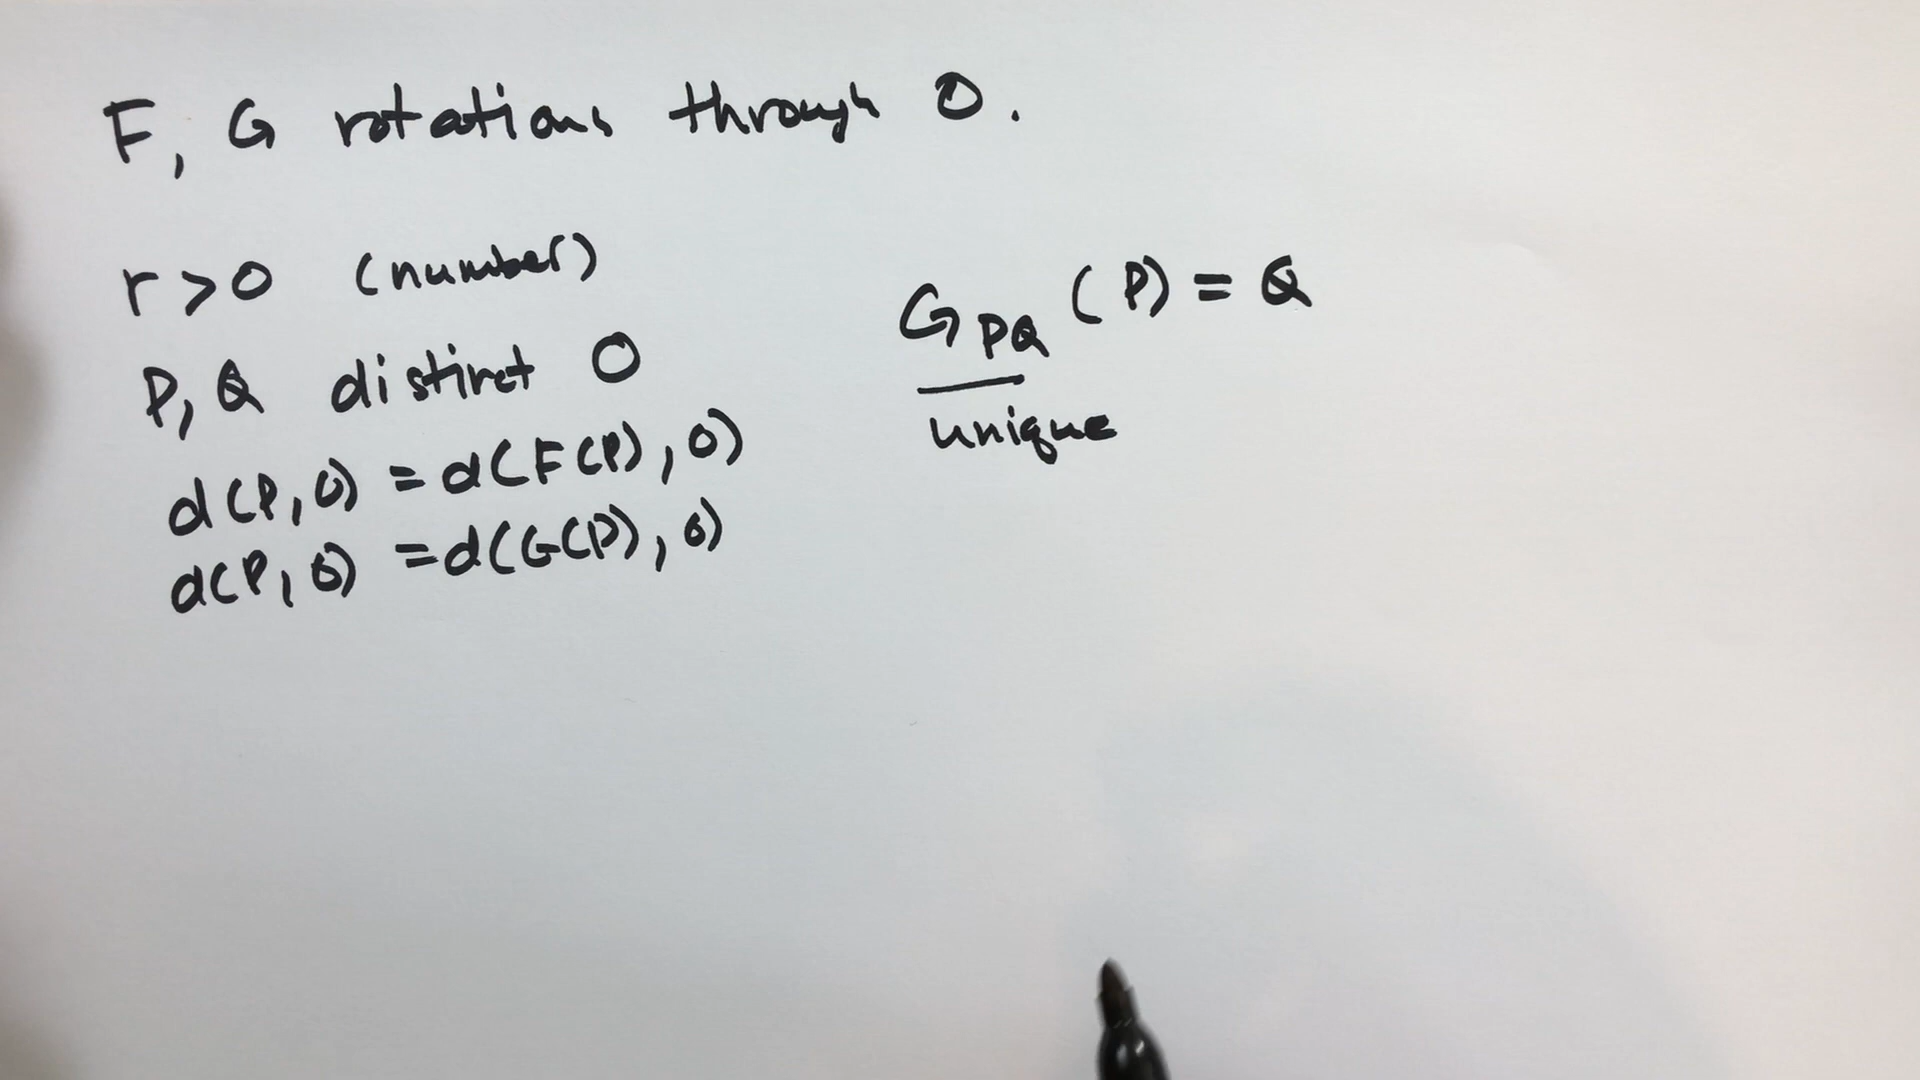 F, G rotations through O.
r > 0 (number)
P, Q distinct O
d(P, O) = d(F(P), O)
d(P, O) = d(G(P), O)
G_PQ (P) = Q
unique